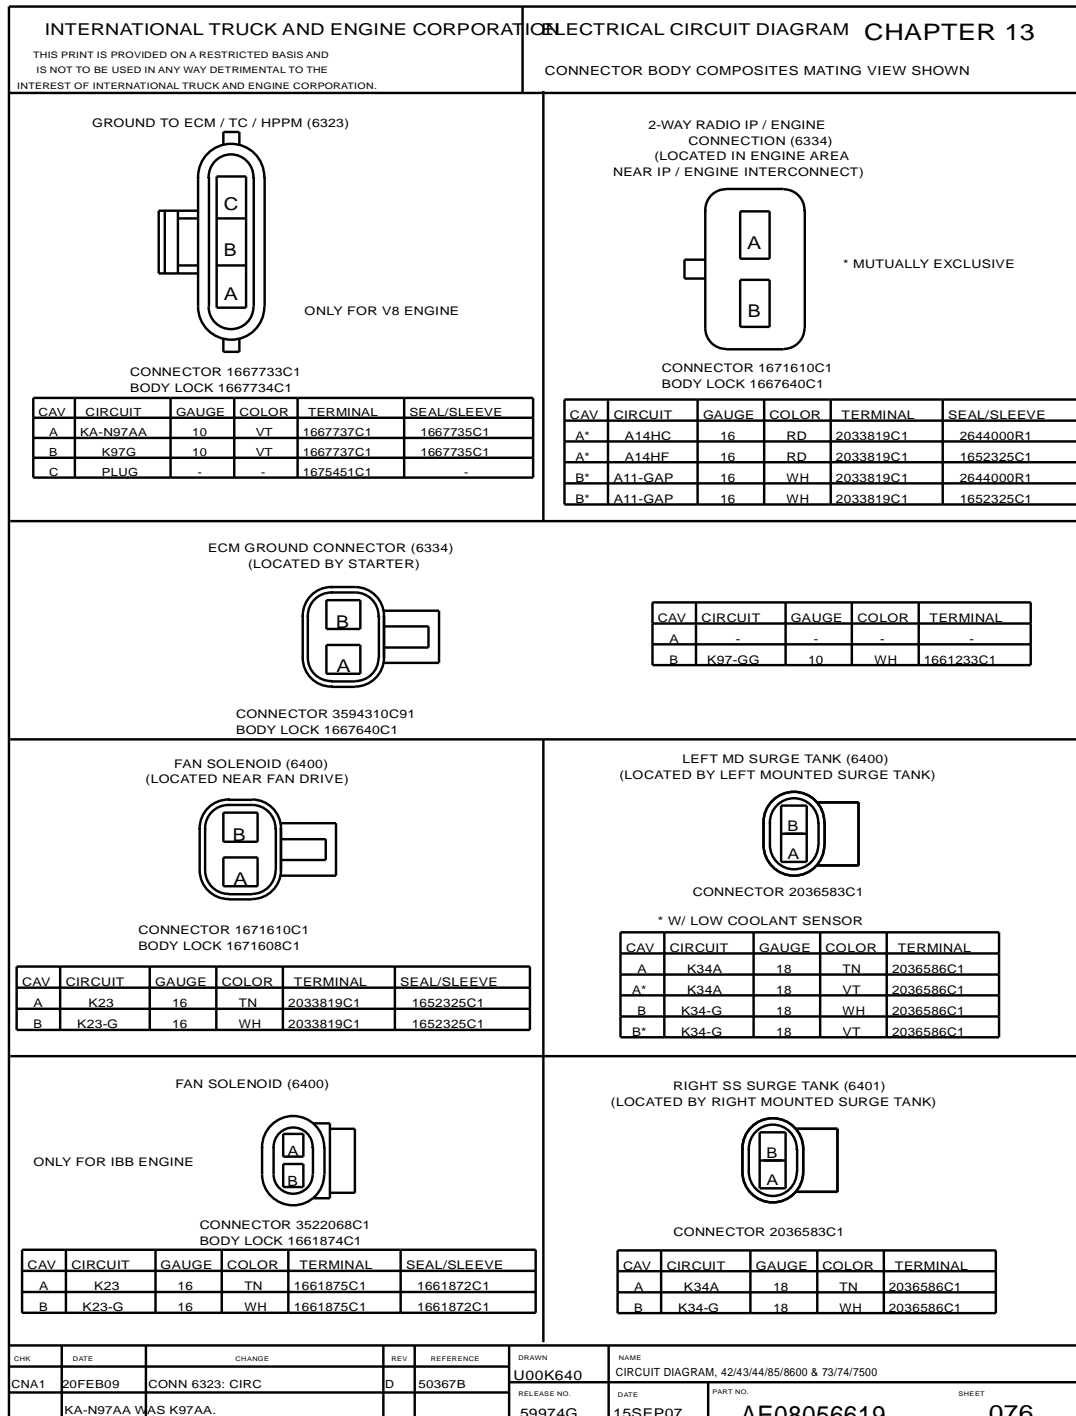 INTERNATIONAL TRUCK AND ENGINE CORPORATION
THIS PRINT IS PROVIDED ON A RESTRICTED BASIS AND
IS NOT TO BE USED IN ANY WAY DETRIMENTAL TO THE
INTEREST OF INTERNATIONAL TRUCK AND ENGINE CORPORATION.
ELECTRICAL CIRCUIT DIAGRAM CHAPTER 13
CONNECTOR BODY COMPOSITES MATING VIEW SHOWN
GROUND TO ECM / TC / HPPM (6323)
C
B
A
ONLY FOR V8 ENGINE
CONNECTOR 1667733C1
BODY LOCK 1667734C1
CAV CIRCUIT GAUGE COLOR TERMINAL SEAL/SLEEVE
A KA-N97AA 10 VT 1667737C1 1667735C1
B K97G 10 VT 1667737C1 1667735C1
C PLUG - - 1675451C1 -
2-WAY RADIO IP / ENGINE
CONNECTION (6334)
(LOCATED IN ENGINE AREA
NEAR IP / ENGINE INTERCONNECT)
A
B
* MUTUALLY EXCLUSIVE
CONNECTOR 1671610C1
BODY LOCK 1667640C1
CAV CIRCUIT GAUGE COLOR TERMINAL SEAL/SLEEVE
A* A14HC 16 RD 2033819C1 2644000R1
A* A14HF 16 RD 2033819C1 1652325C1
B* A11-GAP 16 WH 2033819C1 2644000R1
B* A11-GAP 16 WH 2033819C1 1652325C1
ECM GROUND CONNECTOR (6334)
(LOCATED BY STARTER)
B
A
CONNECTOR 3594310C91
BODY LOCK 1667640C1
CAV CIRCUIT GAUGE COLOR TERMINAL
A - - - -
B K97-GG 10 WH 1661233C1
FAN SOLENOID (6400)
(LOCATED NEAR FAN DRIVE)
B
A
CONNECTOR 1671610C1
BODY LOCK 1671608C1
CAV CIRCUIT GAUGE COLOR TERMINAL SEAL/SLEEVE
A K23 16 TN 2033819C1 1652325C1
B K23-G 16 WH 2033819C1 1652325C1
LEFT MD SURGE TANK (6400)
(LOCATED BY LEFT MOUNTED SURGE TANK)
B
A
CONNECTOR 2036583C1
* W/ LOW COOLANT SENSOR
CAV CIRCUIT GAUGE COLOR TERMINAL
A K34A 18 TN 2036586C1
A* K34A 18 VT 2036586C1
B K34-G 18 WH 2036586C1
B* K34-G 18 VT 2036586C1
FAN SOLENOID (6400)
ONLY FOR IBB ENGINE
A
B
CONNECTOR 3522068C1
BODY LOCK 1661874C1
CAV CIRCUIT GAUGE COLOR TERMINAL SEAL/SLEEVE
A K23 16 TN 1661875C1 1661872C1
B K23-G 16 WH 1661875C1 1661872C1
RIGHT SS SURGE TANK (6401)
(LOCATED BY RIGHT MOUNTED SURGE TANK)
B
A
CONNECTOR 2036583C1
CAV CIRCUIT GAUGE COLOR TERMINAL
A K34A 18 TN 2036586C1
B K34-G 18 WH 2036586C1
CHK DATE CHANGE REV REFERENCE
CNA1 20FEB09 CONN 6323: CIRC D 50367B
KA-N97AA WAS K97AA,
DRAWN
U00K640
NAME
CIRCUIT DIAGRAM, 42/43/44/85/8600 & 73/74/7500
RELEASE NO. DATE PART NO. SHEET
59974G 15SEP07 AE08056619 076